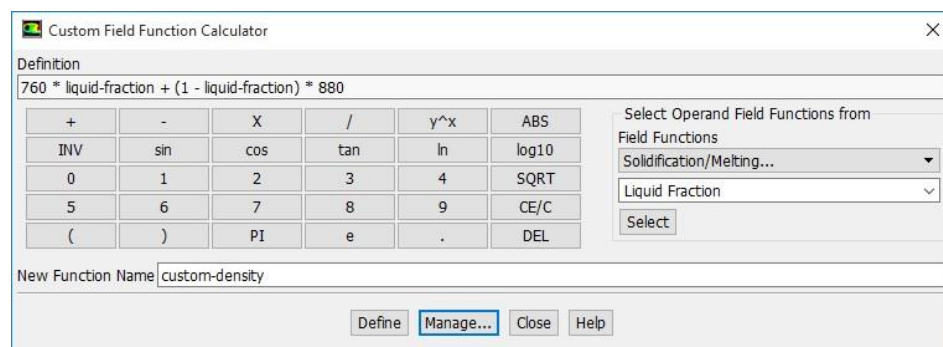 Custom Field Function Calculator
Definition
760 * liquid-fraction + (1 - liquid-fraction) * 880
+ - X / y^x ABS
INV sin cos tan ln log10
0 1 2 3 4 SQRT
5 6 7 8 9 CE/C
( ) PI e . DEL
Select Operand Field Functions from
Field Functions
Solidification/Melting...
Liquid Fraction
Select
New Function Name custom-density
Define Manage... Close Help